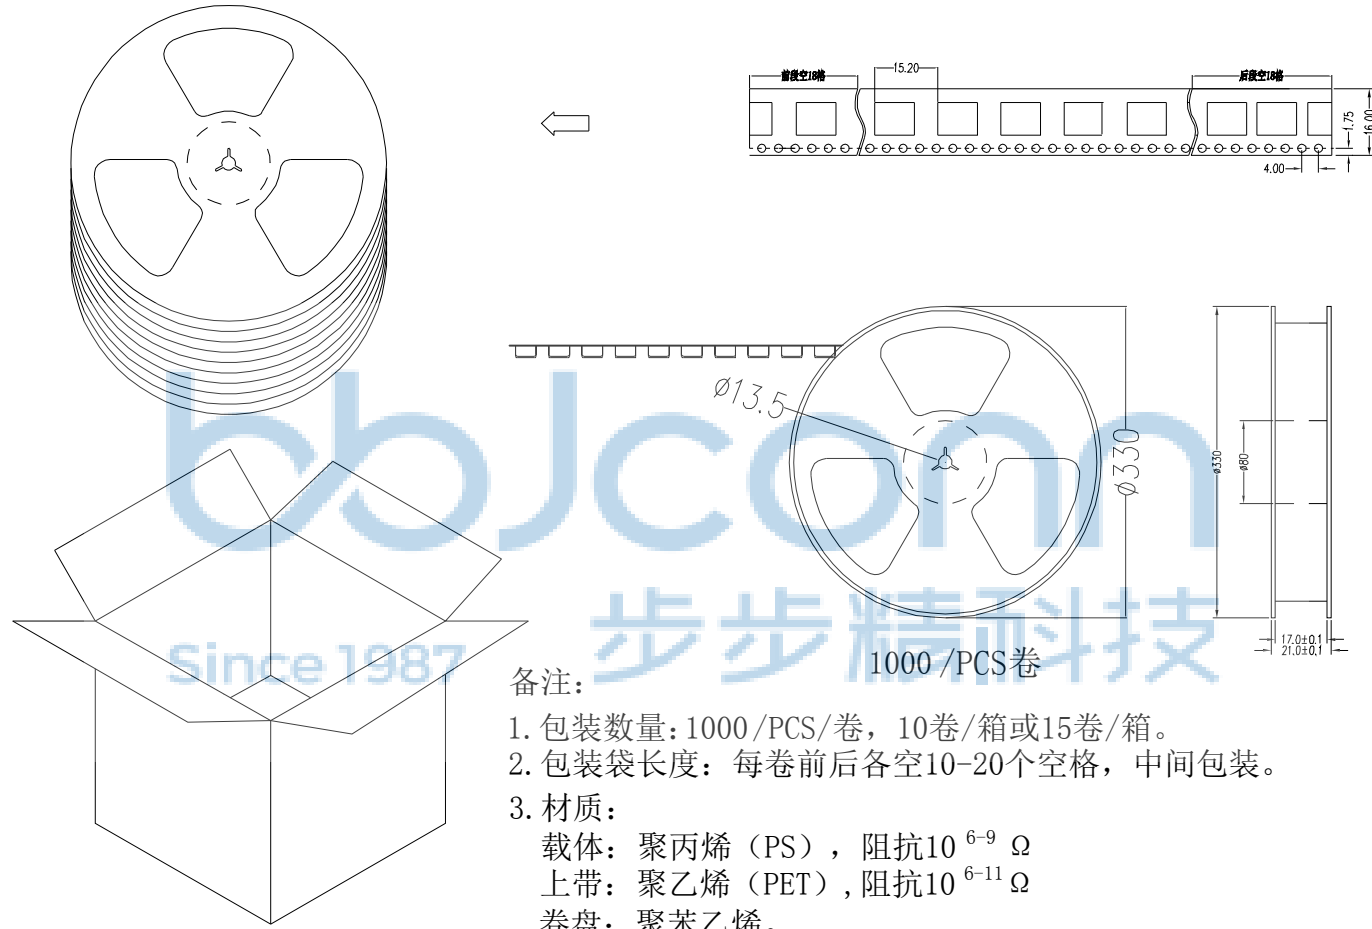 前段空18格
15.20
后段空18格
1.75
16.00
4.00
ø13.5
ø330
ø330
ø80
bbJconn
步步精科技
Since 1987
17.0±0.1
21.0±0.1
1000/PCS卷
备注：
1.包装数量:1000/PCS/卷，10卷/箱或15卷/箱。
2.包装袋长度：每卷前后各空10-20个空格，中间包装。
3.材质：
载体：聚丙烯（PS），阻抗10 6-9 Ω
上带：聚乙烯（PET）,阻抗10 6-11 Ω
卷盘：聚苯乙烯。